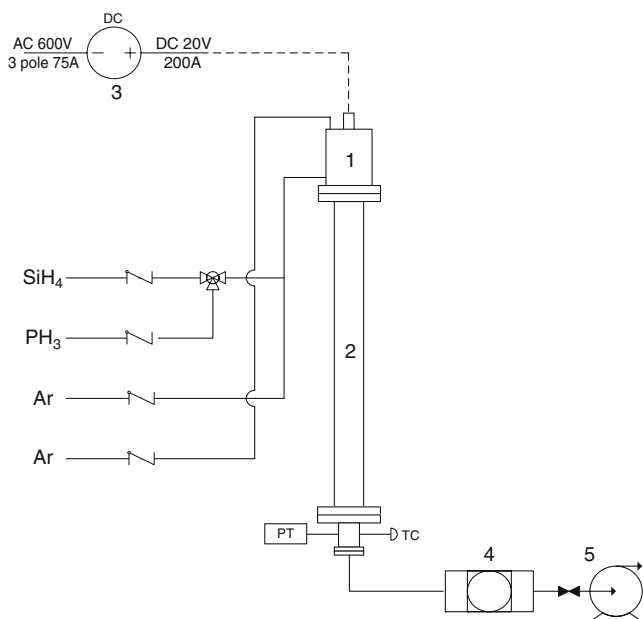 DC
AC 600V
3 pole 75A
− +
DC 20V
200A
3
1
SiH₄
PH₃
2
Ar
Ar
PT
TC
4
5